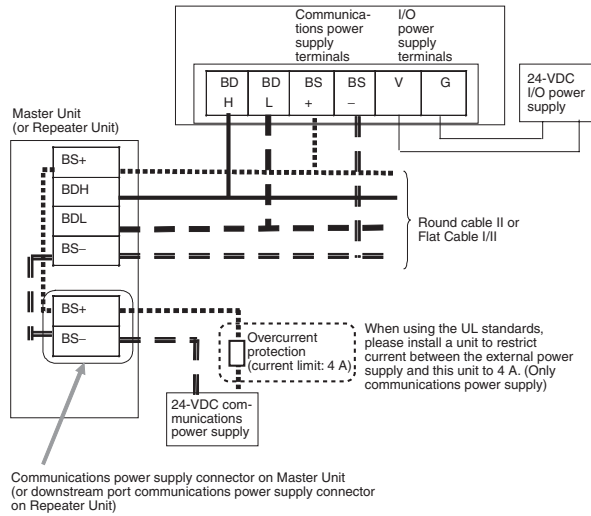 Communica-
tions power
supply
terminals
I/O
power
supply
terminals
BD
H
BD
L
BS
+
BS
−
V
G
24-VDC
I/O power
supply
Master Unit
(or Repeater Unit)
BS+
BDH
BDL
BS−
Round cable II or
Flat Cable I/II
BS+
BS−
Overcurrent
protection
(current limit: 4 A)
When using the UL standards,
please install a unit to restrict
current between the external power
supply and this unit to 4 A. (Only
communications power supply)
24-VDC com-
munications
power supply
Communications power supply connector on Master Unit
(or downstream port communications power supply connector
on Repeater Unit)